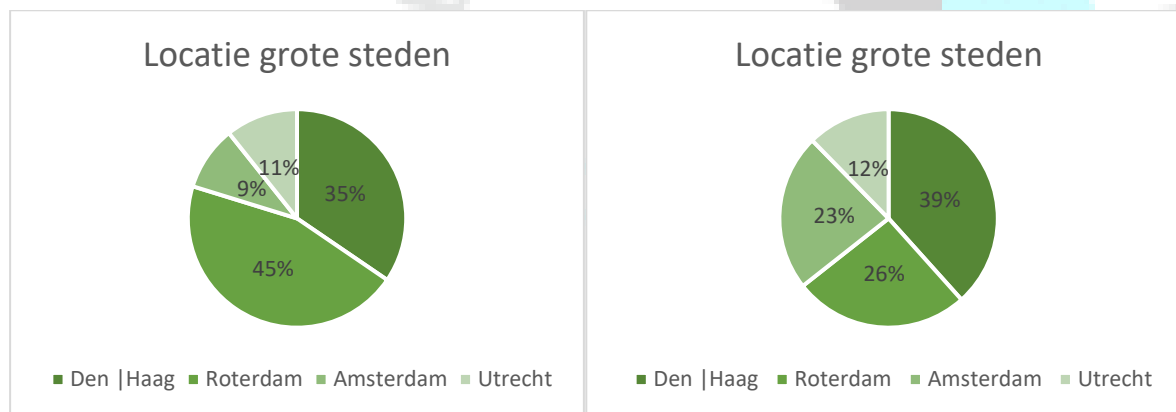 Locatie grote steden
11%
9%
35%
45%
■ Den |Haag ■ Roterdam ■ Amsterdam ■ Utrecht
Locatie grote steden
12%
23%
39%
26%
■ Den |Haag ■ Roterdam ■ Amsterdam ■ Utrecht